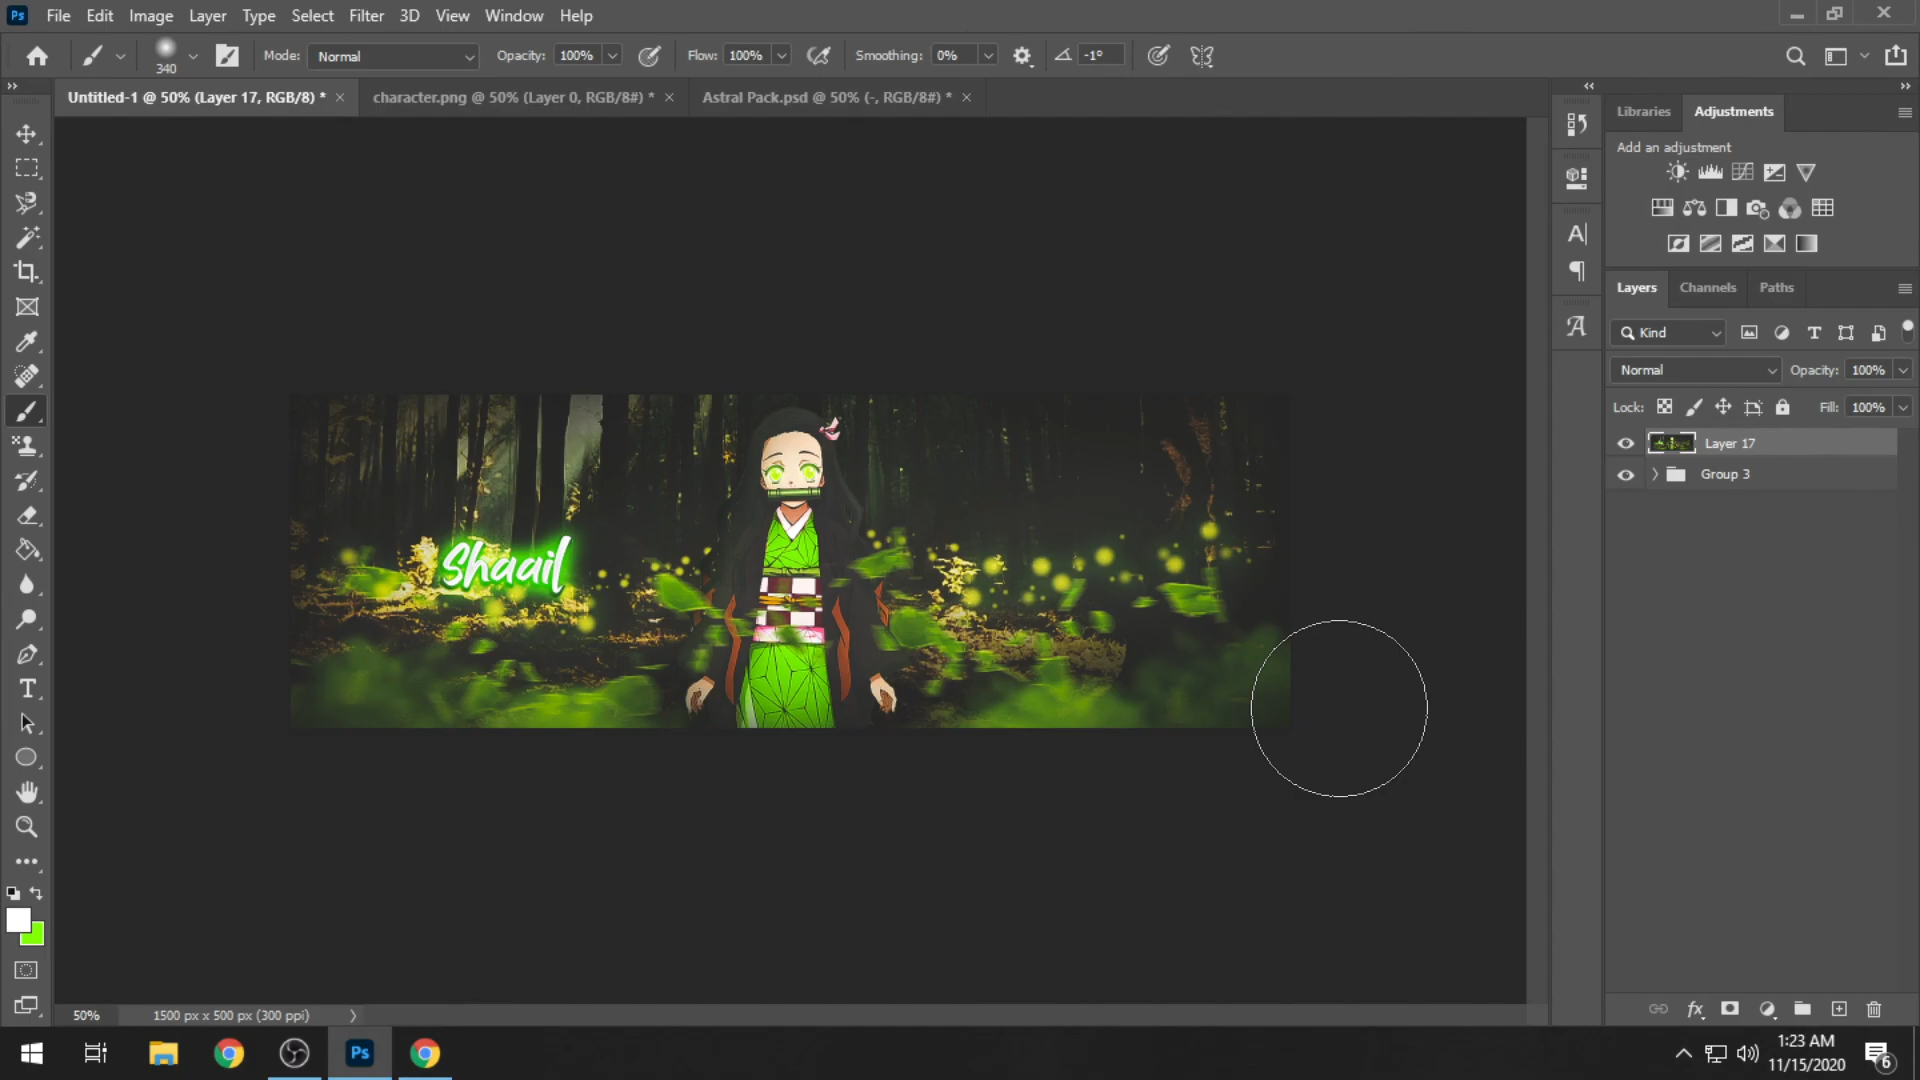 Ps File Edit Image Layer Type Select Filter 3D View Window Help
340 Mode: Normal Opacity: 100% Flow: 100% Smoothing: 0% -1°
Untitled-1 @ 50% (Layer 17, RGB/8) * × character.png @ 50% (Layer 0, RGB/8#) * × Astral Pack.psd @ 50% (-, RGB/8#) * ×
Libraries Adjustments
Add an adjustment
Layers Channels Paths
Kind
Normal Opacity: 100%
Lock: Fill: 100%
Layer 17
Group 3
Shaail
50% 1500 px x 500 px (300 ppi)
Ps
1:23 AM
11/15/2020
6